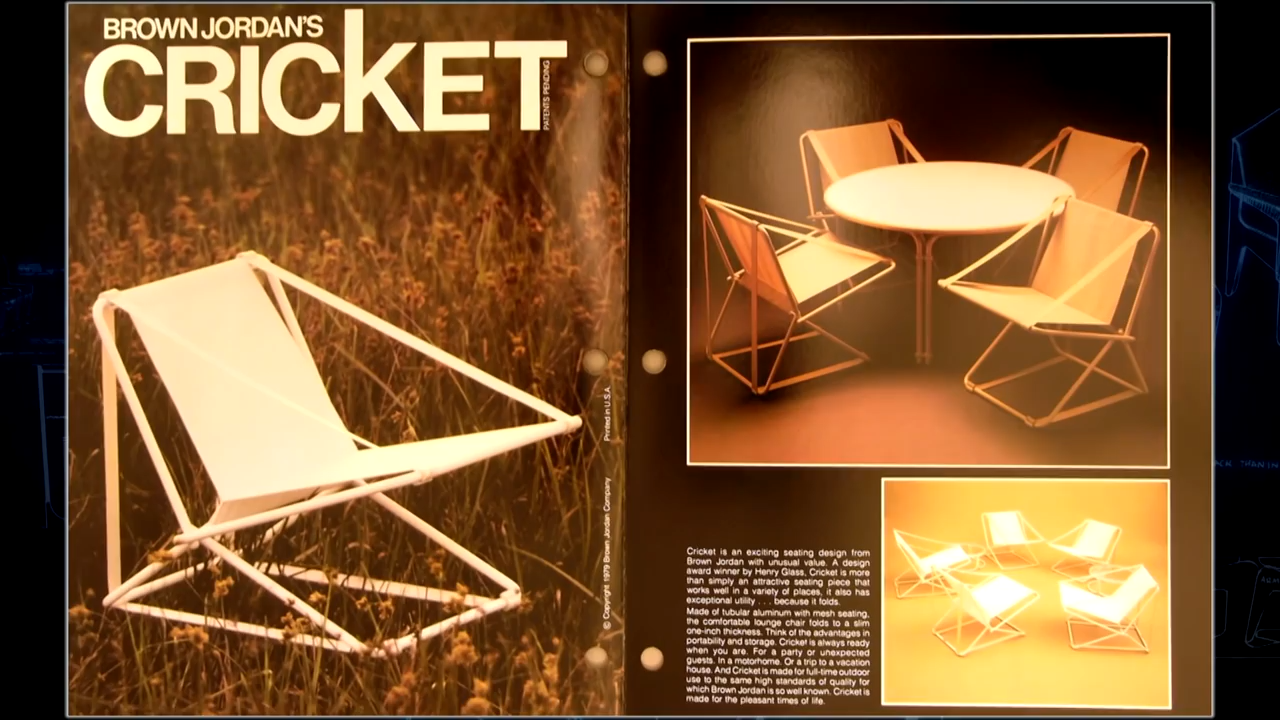 BROWN JORDAN'S
CRICKET
PATENTS PENDING
Printed in U.S.A.
© Copyright 1979 Brown Jordan Company
Cricket is an exciting seating design from
Brown Jordan with unusual value. A design
award winner by Henry Glass, Cricket is more
than simply an attractive seating piece that
works well in a variety of places, it also has
exceptional utility . . . because it folds.
Made of tubular aluminum with mesh seating,
the comfortable lounge chair folds to a slim
one-inch thickness. Think of the advantages in
portability and storage. Cricket is always ready
when you are. For a party or unexpected
guests. In a motorhome. Or a trip to a vacation
house. And Cricket is made for full-time outdoor
use to the same high standards of quality for
which Brown Jordan is so well known. Cricket is
made for the pleasant times of life.